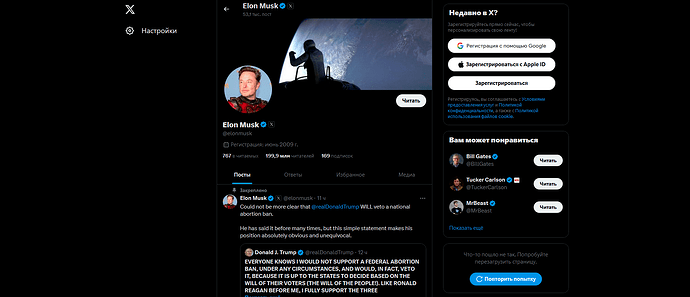 Настройки
Elon Musk
53,1 тыс. пост
Читать
Elon Musk
@elonmusk
Регистрация: июнь 2009 г.
787 в читаемых 199,9 млн читателей 169 подписок
Посты Ответы Избранное Медиа
Закреплено
Elon Musk @elonmusk · 11 ч
Could not be more clear that @realDonaldTrump WILL veto a national
abortion ban.
He has said it before many times, but this simple statement makes his
position absolutely obvious and unequivocal.
Donald J. Trump @realDonaldTrump · 12 ч
EVERYONE KNOWS I WOULD NOT SUPPORT A FEDERAL ABORTION
BAN, UNDER ANY CIRCUMSTANCES, AND WOULD, IN FACT, VETO
IT, BECAUSE IT IS UP TO THE STATES TO DECIDE BASED ON THE
WILL OF THEIR VOTERS (THE WILL OF THE PEOPLE!). LIKE RONALD
REAGAN BEFORE ME, I FULLY SUPPORT THE THREE
Недавно в X?
Зарегистрируйтесь прямо сейчас, чтобы
персонализировать свою ленту!
Регистрация с помощью Google
Зарегистрироваться с Apple ID
Зарегистрироваться
Регистрируясь, вы соглашаетесь с Условиями
предоставления услуг и Политикой
конфиденциальности, а также с Политикой
использования файлов cookie.
Вам может понравиться
Bill Gates
@BillGates
Читать
Tucker Carlson
@TuckerCarlson
Читать
MrBeast
@MrBeast
Читать
Показать ещё
Что-то пошло не так. Попробуйте
перезагрузить страницу.
Повторить попытку